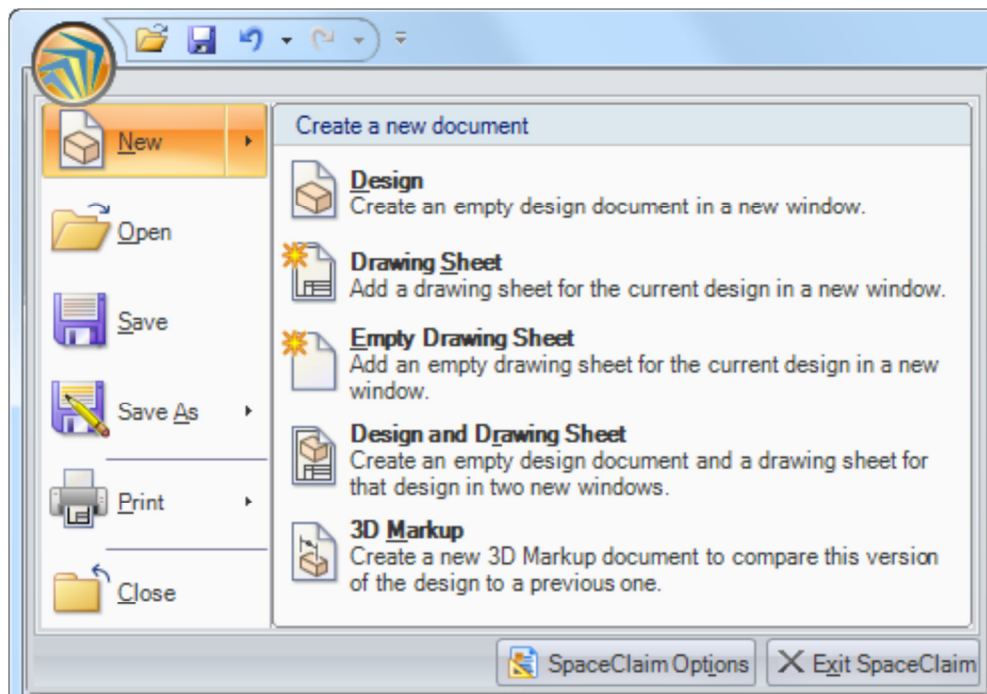 New
Open
Save
Save As
Print
Close
Create a new document
Design
Create an empty design document in a new window.
Drawing Sheet
Add a drawing sheet for the current design in a new window.
Empty Drawing Sheet
Add an empty drawing sheet for the current design in a new
window.
Design and Drawing Sheet
Create an empty design document and a drawing sheet for
that design in two new windows.
3D Markup
Create a new 3D Markup document to compare this version
of the design to a previous one.
SpaceClaim Options
Exit SpaceClaim